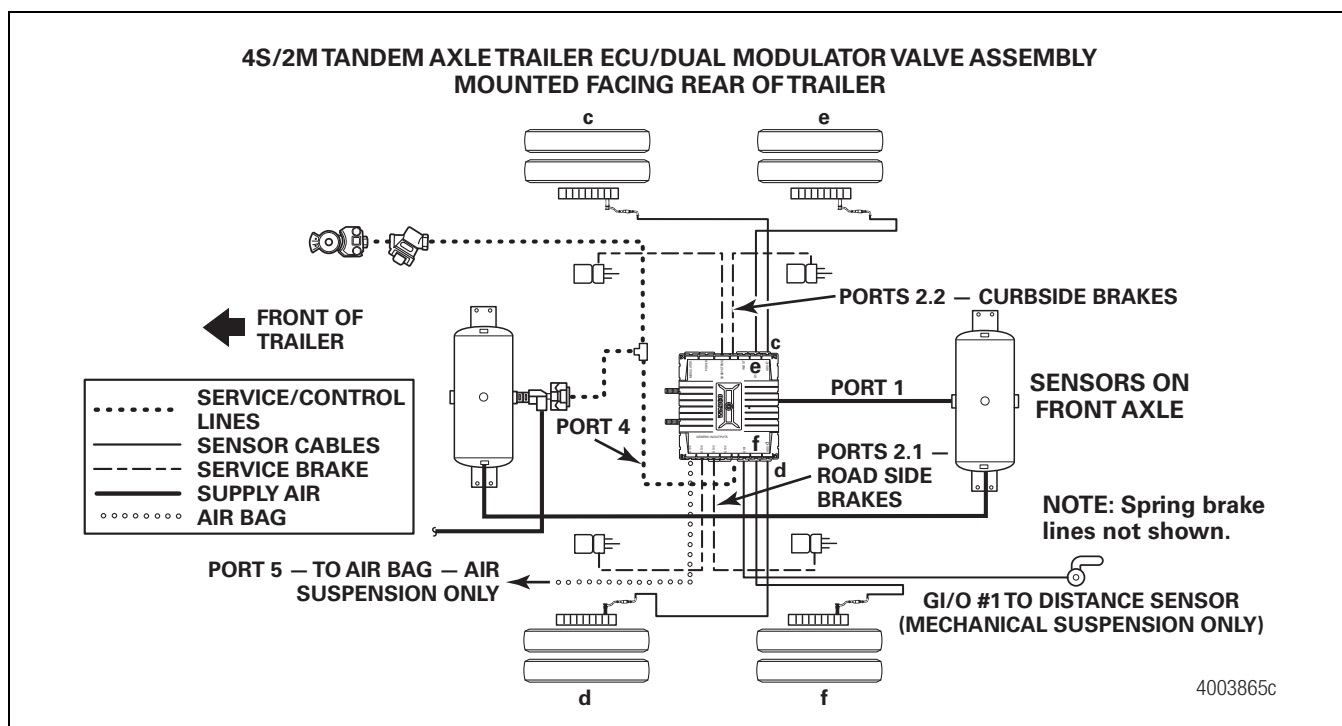 4S/2M TANDEM AXLE TRAILER ECU/DUAL MODULATOR VALVE ASSEMBLY
MOUNTED FACING REAR OF TRAILER
c
e
PORTS 2.2 — CURBSIDE BRAKES
FRONT OF
TRAILER
c
e
SERVICE/CONTROL
LINES
SENSOR CABLES
SERVICE BRAKE
SUPPLY AIR
AIR BAG
PORT 1
SENSORS ON
FRONT AXLE
PORT 4
f
d
PORTS 2.1 —
ROAD SIDE
BRAKES
NOTE: Spring brake
lines not shown.
PORT 5 — TO AIR BAG — AIR
SUSPENSION ONLY
GI/O #1 TO DISTANCE SENSOR
(MECHANICAL SUSPENSION ONLY)
d
f
4003865c